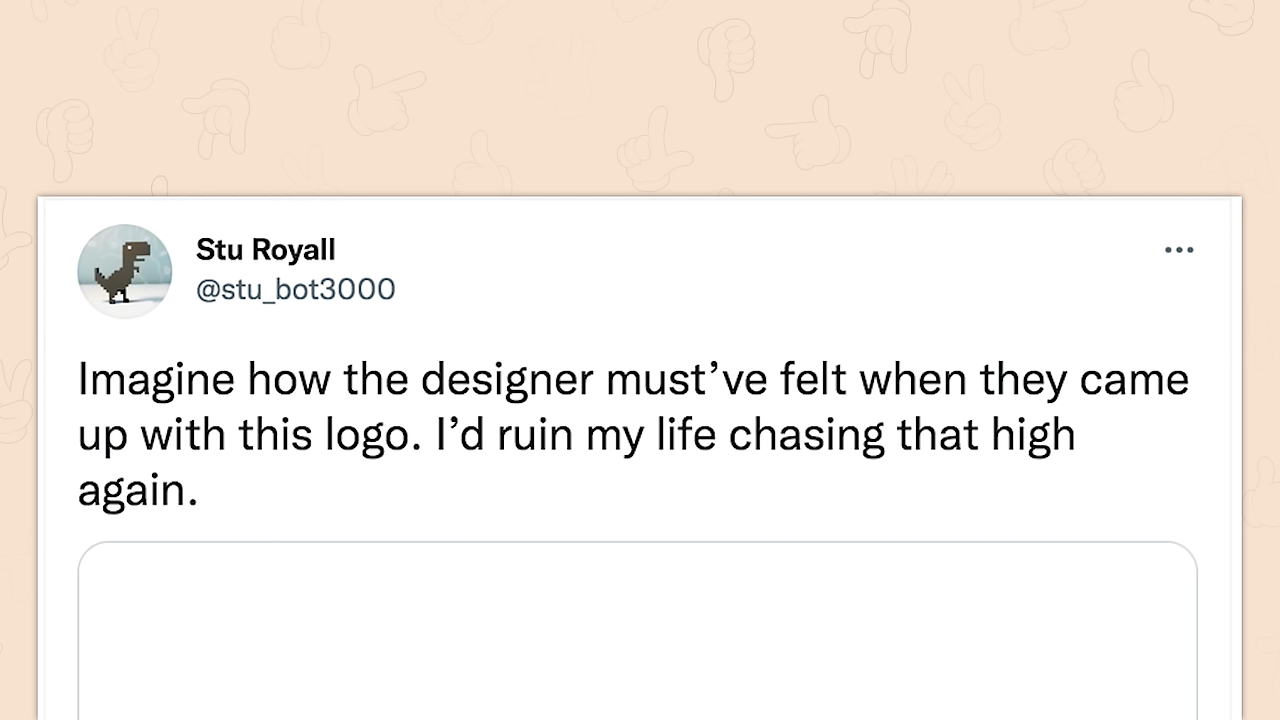 Stu Royall
@stu_bot3000
Imagine how the designer must’ve felt when they came
up with this logo. I’d ruin my life chasing that high
again.